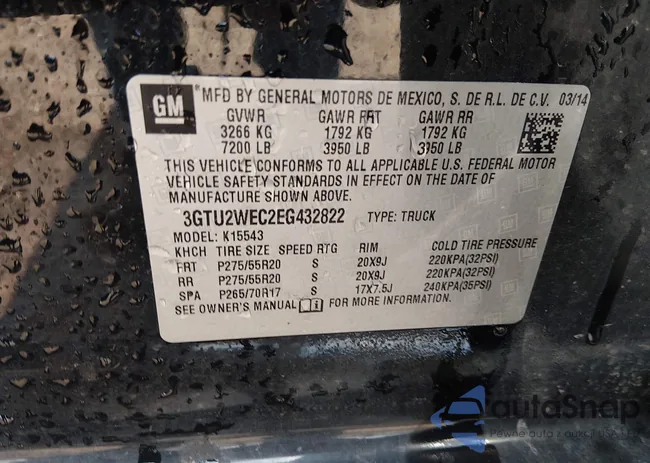 GM MFD BY GENERAL MOTORS DE MEXICO, S. DE R.L. DE C.V. 03/14
GVWR GAWR FRT GAWR RR
3266 KG 1792 KG 1792 KG
7200 LB 3950 LB 3950 LB
THIS VEHICLE CONFORMS TO ALL APPLICABLE U.S. FEDERAL MOTOR
VEHICLE SAFETY STANDARDS IN EFFECT ON THE DATE OF
MANUFACTURE SHOWN ABOVE.
3GTU2WEC2EG432822 TYPE: TRUCK
MODEL: K15543
KHCH TIRE SIZE SPEED RTG RIM COLD TIRE PRESSURE
FRT P275/55R20 S 20X9J 220KPA(32PSI)
RR P275/55R20 S 20X9J 220KPA(32PSI)
SPA P265/70R17 S 17X7.5J 240KPA(35PSI)
SEE OWNER'S MANUAL i FOR MORE INFORMATION.
autoSnap
Pewne auta z aukcji z USA